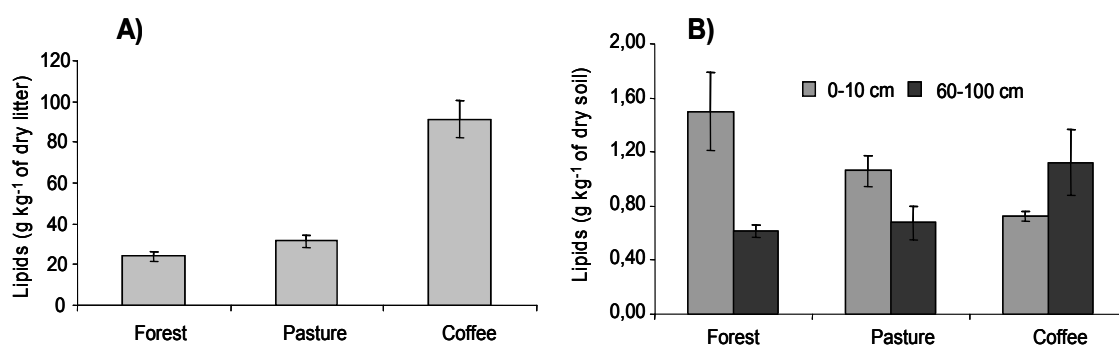 A)
Lipids (g kg⁻¹ of dry litter)
120
100
80
60
40
20
0
Forest Pasture Coffee
B)
Lipids (g kg⁻¹ of dry soil)
2,00
1,60
1,20
0,80
0,40
0,00
0-10 cm 60-100 cm
Forest Pasture Coffee